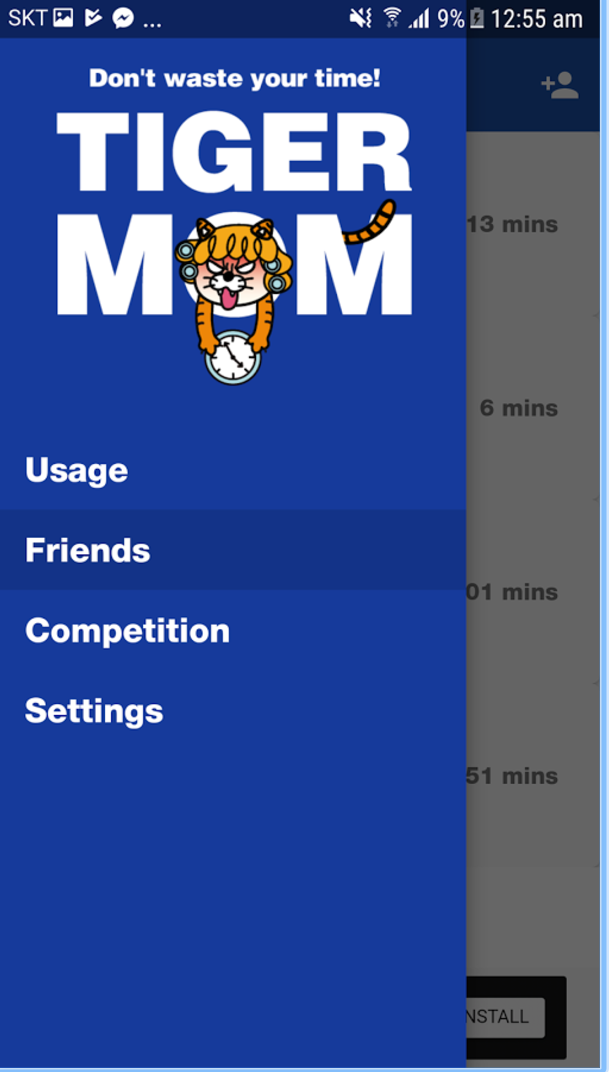 SKT ... 9% 12:55 am
Don't waste your time!
TIGER
MOM
13 mins
Usage
6 mins
Friends
01 mins
Competition
Settings
51 mins
NSTALL